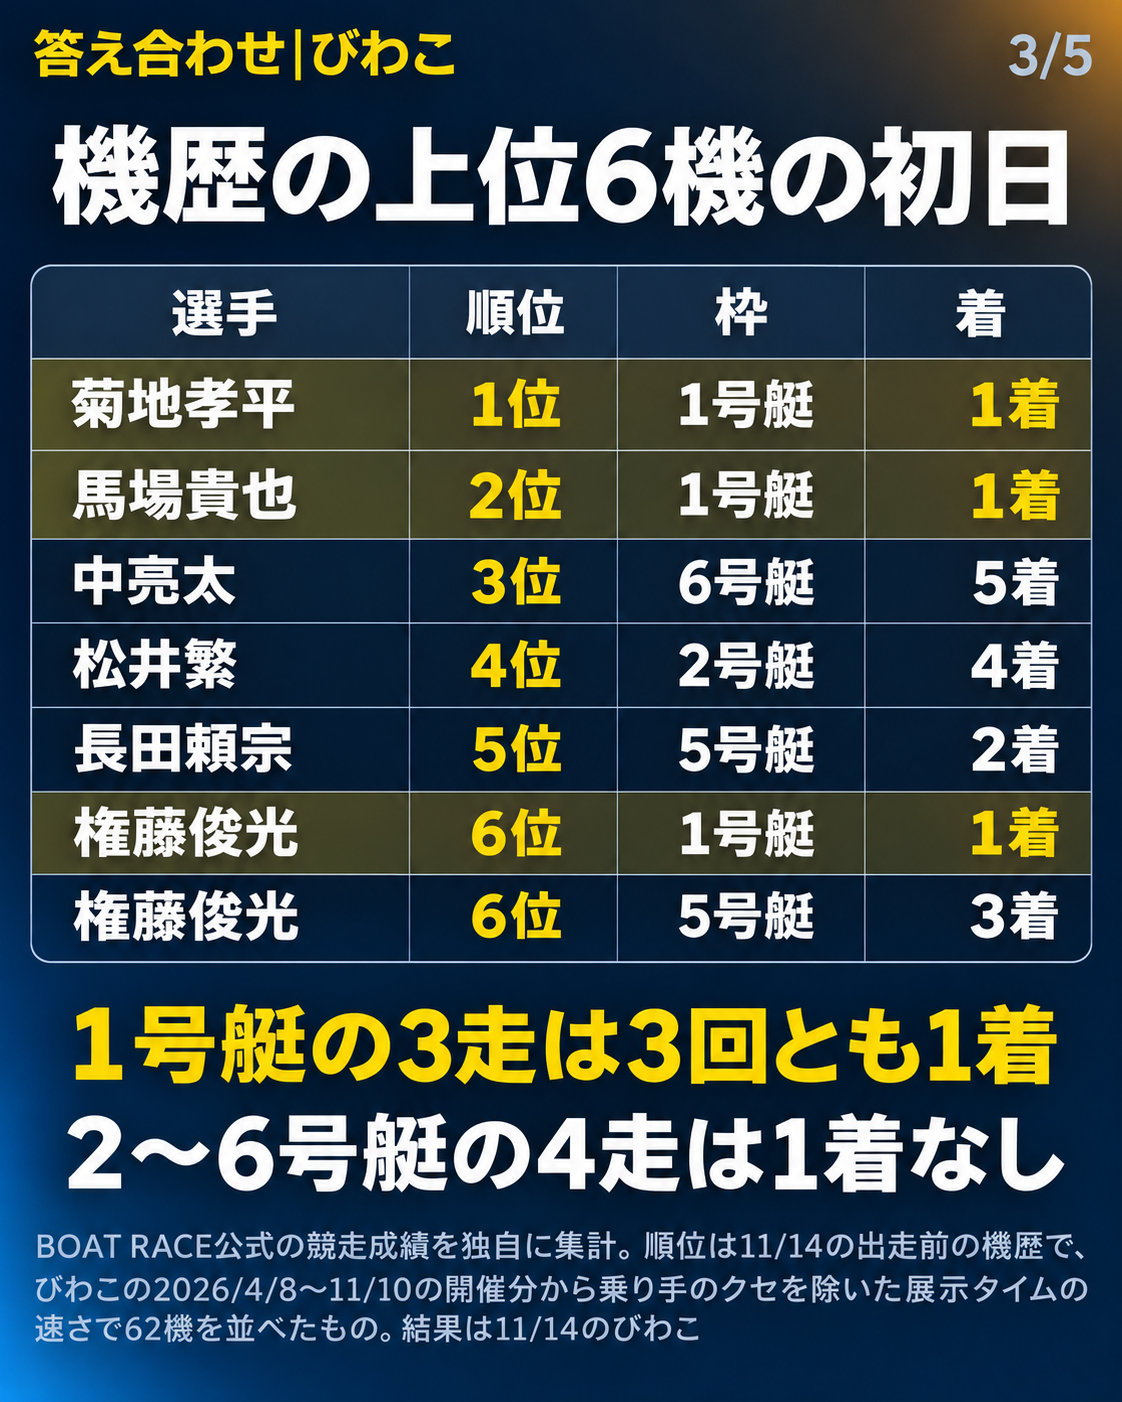 答え合わせ|びわこ
3/5
機歴の上位6機の初日
選手 順位 枠 着
菊地孝平 1位 1号艇 1着
馬場貴也 2位 1号艇 1着
中亮太 3位 6号艇 5着
松井繁 4位 2号艇 4着
長田頼宗 5位 5号艇 2着
権藤俊光 6位 1号艇 1着
権藤俊光 6位 5号艇 3着
1号艇の3走は3回とも1着
2〜6号艇の4走は1着なし
BOAT RACE公式の競走成績を独自に集計。順位は11/14の出走前の機歴で、
びわこの2026/4/8〜11/10の開催分から乗り手のクセを除いた展示タイムの
速さで62機を並べたもの。結果は11/14のびわこ